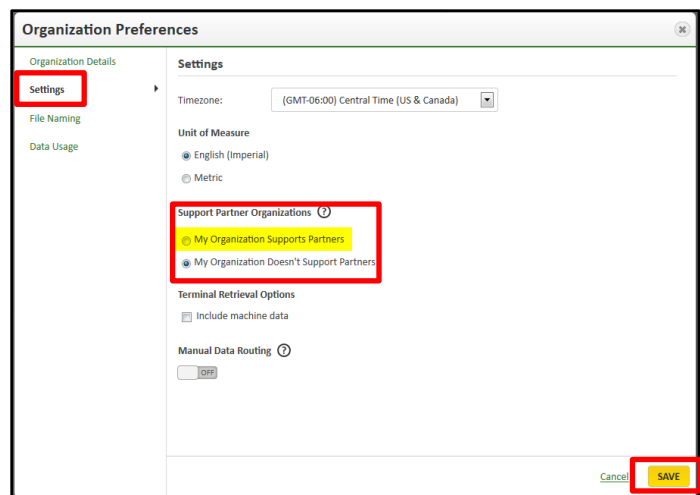 Organization Preferences
Organization Details
Settings
File Naming
Data Usage
Settings
Timezone: (GMT-06:00) Central Time (US & Canada)
Unit of Measure
English (Imperial)
Metric
Support Partner Organizations ?
My Organization Supports Partners
My Organization Doesn't Support Partners
Terminal Retrieval Options
Include machine data
Manual Data Routing ?
OFF
Cancel SAVE